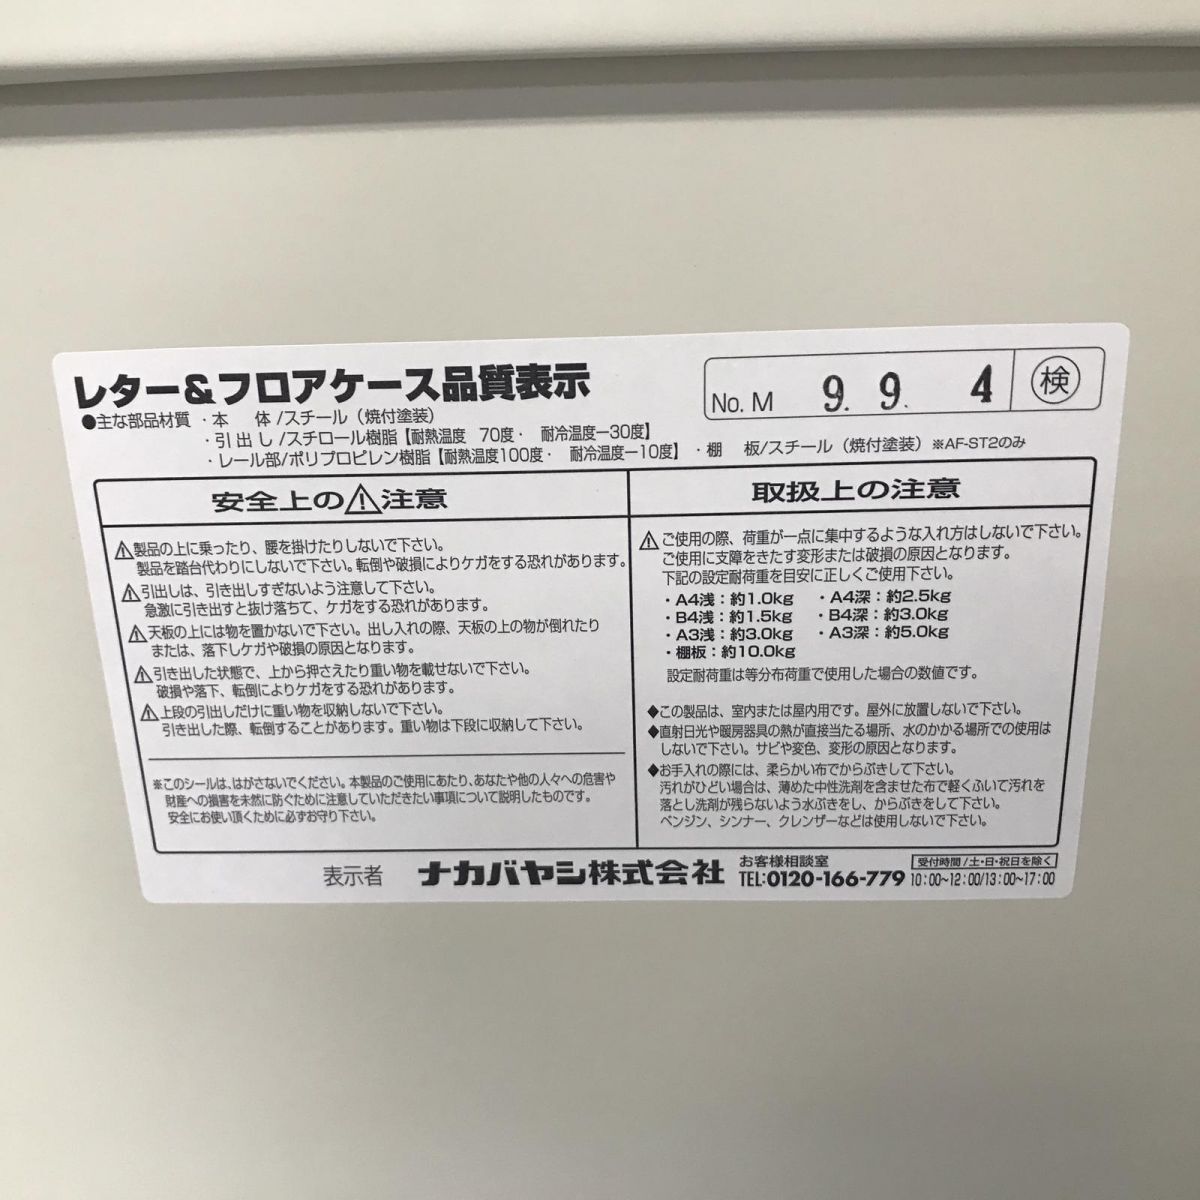 レター&フロアケース品質表示
No. M 9. 9. 4 検
●主な部品材質 ・本 体/スチール（焼付塗装）
・引出し/スチロール樹脂【耐熱温度 70度・ 耐冷温度ー30度】
・レール部/ポリプロピレン樹脂【耐熱温度100度・ 耐冷温度ー10度】 ・棚 板/スチール（焼付塗装）※AF-ST2のみ
安全上の⚠注意
⚠製品の上に乗ったり、腰を掛けたりしないで下さい。
製品を踏台代わりにしないで下さい。転倒や破損によりケガをする恐れがあります。
⚠引出しは、引き出しすぎないよう注意して下さい。
急激に引き出すと抜け落ちて、ケガをする恐れがあります。
⚠天板の上には物を置かないで下さい。出し入れの際、天板の上の物が倒れたり
または、落下しケガや破損の原因となります。
⚠引き出した状態で、上から押さえたり重い物を載せないで下さい。
破損や落下、転倒によりケガをする恐れがあります。
⚠上段の引出しだけに重い物を収納しないで下さい。
引き出した際、転倒することがあります。重い物は下段に収納して下さい。
※このシールは、はがさないでください。本製品のご使用にあたり、あなたや他の人々への危害や
財産への損害を未然に防ぐために注意していただきたい事項について説明したものです。
安全にお使い頂くために必ずお守り下さい。
取扱上の注意
⚠ご使用の際、荷重が一点に集中するような入れ方はしないで下さい。
ご使用に支障をきたす変形または破損の原因となります。
下記の設定耐荷重を目安に正しくご使用下さい。
・A4浅：約1.0kg ・A4深：約2.5kg
・B4浅：約1.5kg ・B4深：約3.0kg
・A3浅：約3.0kg ・A3深：約5.0kg
・棚板：約10.0kg
設定耐荷重は等分布荷重で使用した場合の数値です。
◆この製品は、室内または屋内用です。屋外に放置しないで下さい。
◆直射日光や暖房器具の熱が直接当たる場所、水のかかる場所での使用は
しないで下さい。サビや変色、変形の原因となります。
◆お手入れの際には、柔らかい布でからぶきして下さい。
汚れがひどい場合は、薄めた中性洗剤を含ませた布で軽くふいて汚れを
落とし洗剤が残らないよう水ぶきをし、からぶきをして下さい。
ベンジン、シンナー、クレンザーなどは使用しないで下さい。
表示者 ナカバヤシ株式会社
お客様相談室 受付時間/土・日・祝日を除く
TEL:0120-166-779 10:00~12:00/13:00~17:00